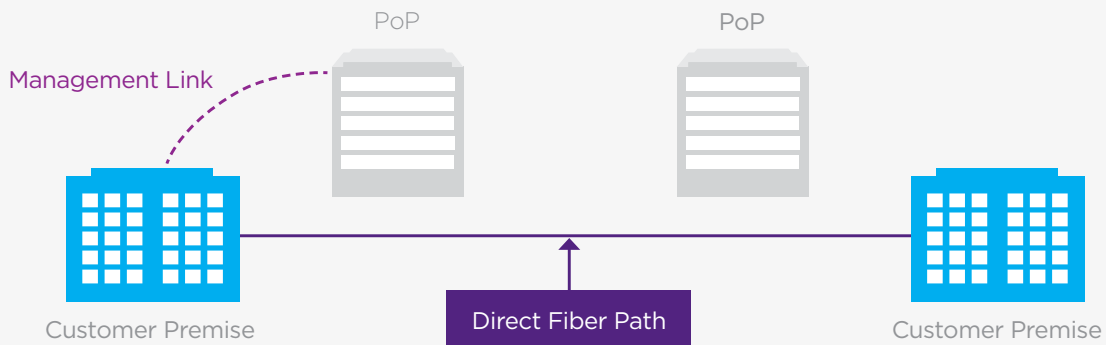 PoP
PoP
Management Link
Direct Fiber Path
Customer Premise
Customer Premise